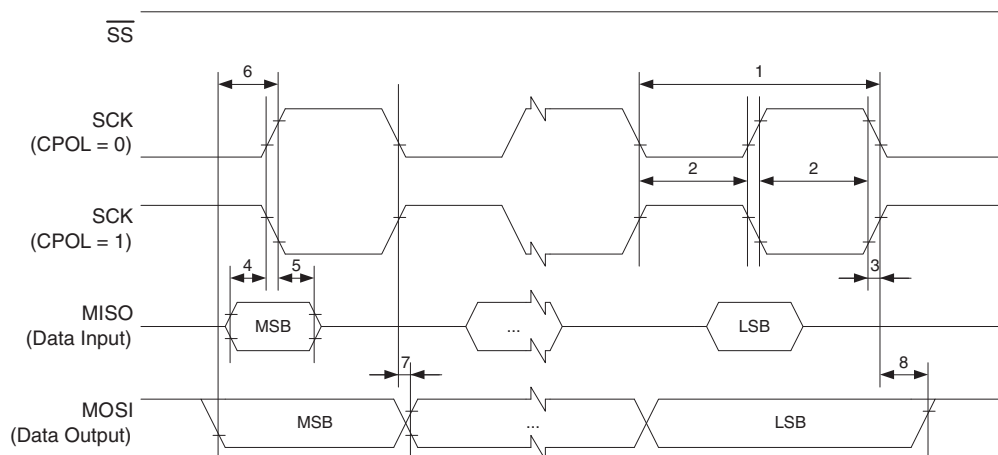 SS
6
1
SCK
(CPOL = 0)
2
2
SCK
(CPOL = 1)
4
5
3
MISO
(Data Input)
MSB
...
LSB
7
8
MOSI
(Data Output)
MSB
...
LSB